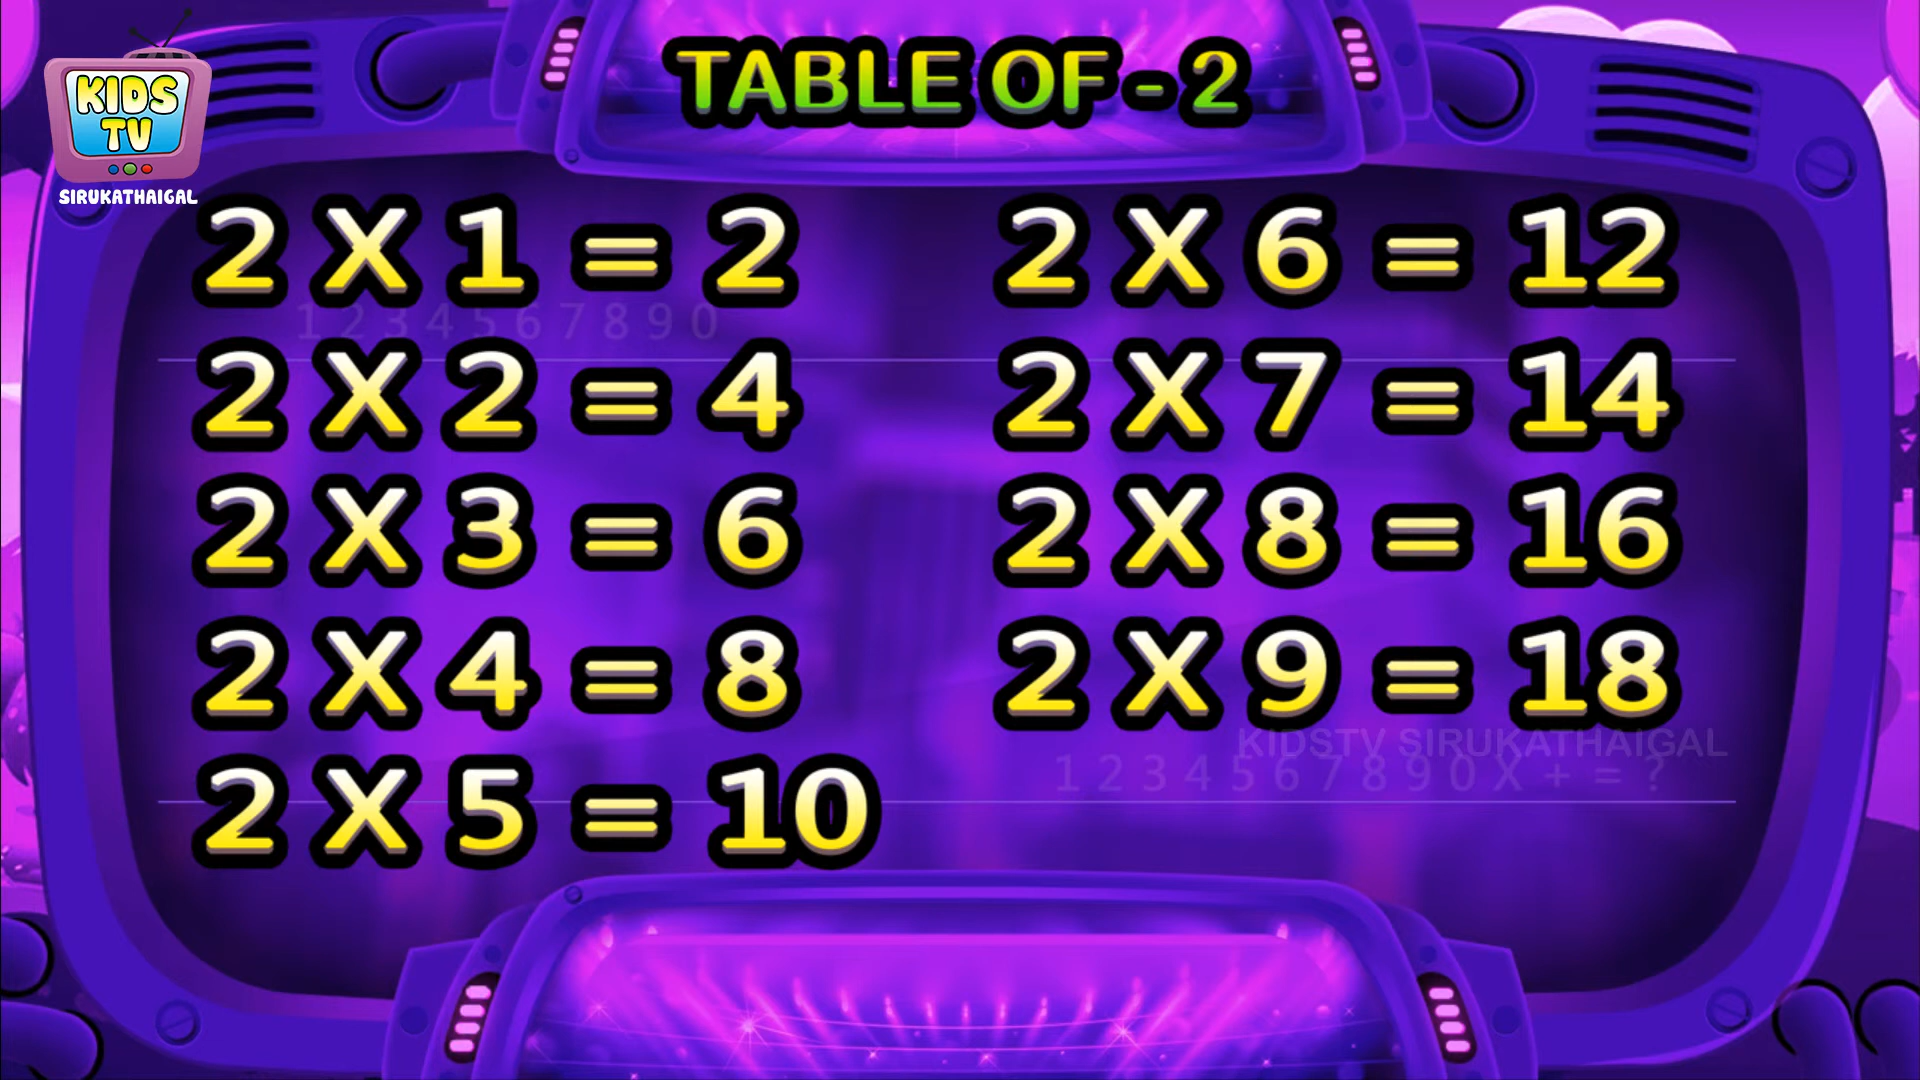 KIDS
TV
SIRUKATHAIGAL
TABLE OF - 2
2 X 1 = 2
2 X 2 = 4
2 X 3 = 6
2 X 4 = 8
2 X 5 = 10
2 X 6 = 12
2 X 7 = 14
2 X 8 = 16
2 X 9 = 18
1 2 3 4 5 6 7 8 9 0
KIDSTV SIRUKATHAIGAL
1 2 3 4 5 6 7 8 9 0 X + = ?